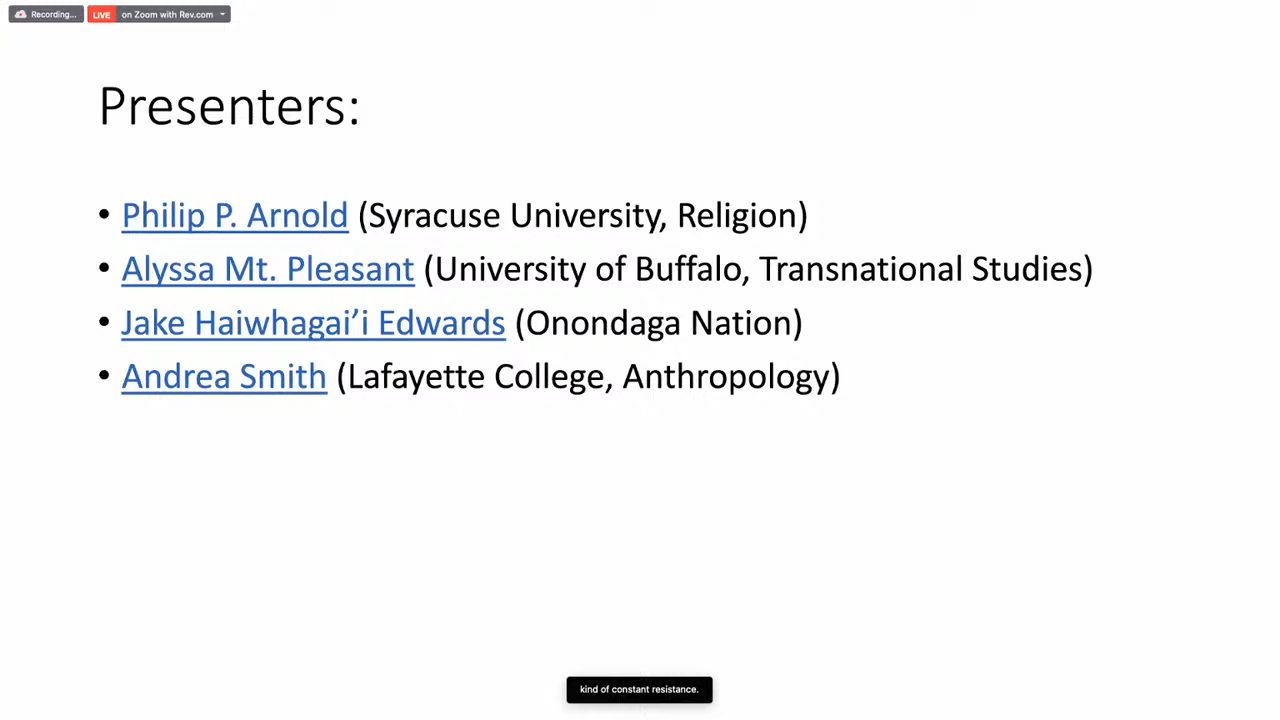 Recording...
LIVE on Zoom with Rev.com
Presenters:
• Philip P. Arnold (Syracuse University, Religion)
• Alyssa Mt. Pleasant (University of Buffalo, Transnational Studies)
• Jake Haiwhagai’i Edwards (Onondaga Nation)
• Andrea Smith (Lafayette College, Anthropology)
kind of constant resistance.